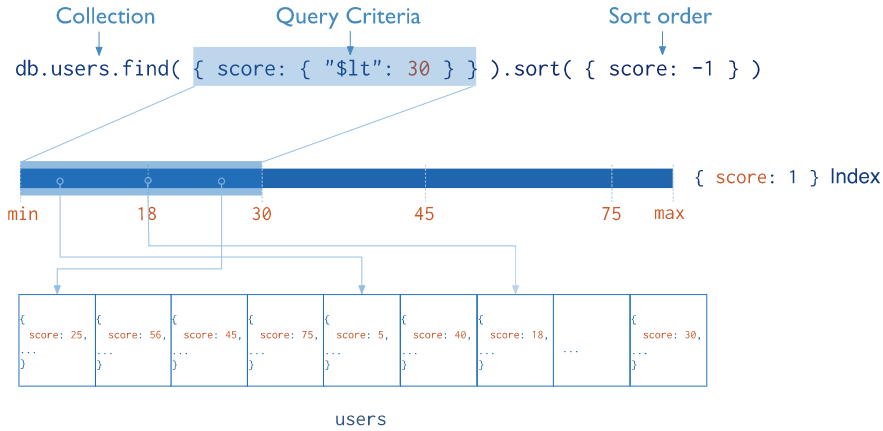 Collection Query Criteria Sort order
db.users.find( { score: { "$lt": 30 } } ).sort( { score: -1 } )
{ score: 1 } Index
min 18 30 45 75 max
{ { { { { { { {
score: 25, score: 56, score: 45, score: 75, score: 5, score: 40, score: 18, score: 30,
... ... ... ... ... ... ... ... ...
} } } } } } } }
users